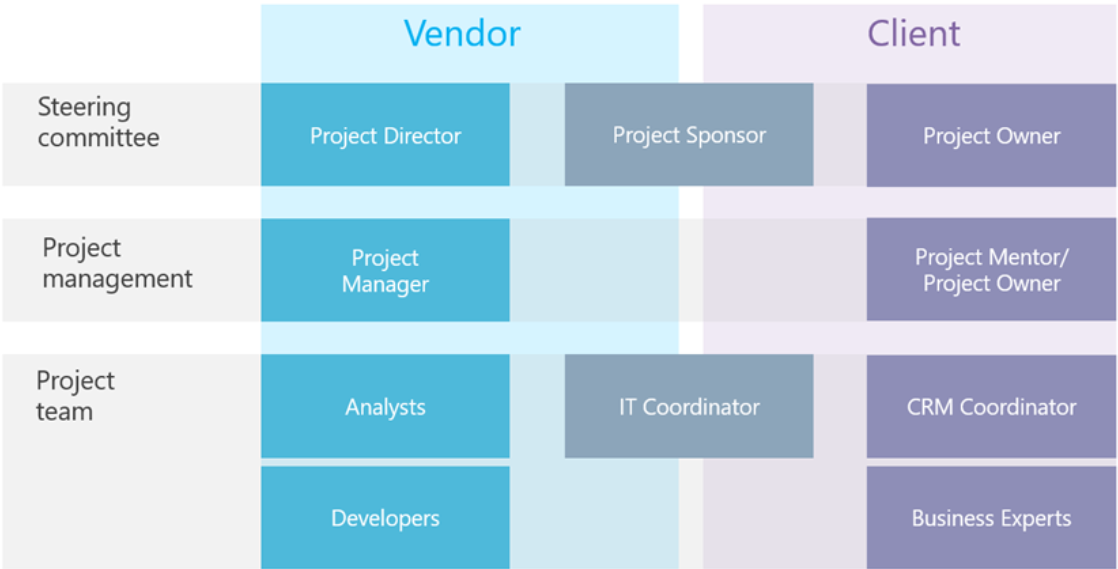 Vendor
Client
Steering
committee
Project Director
Project Sponsor
Project Owner
Project
management
Project
Manager
Project Mentor/
Project Owner
Project
team
Analysts
IT Coordinator
CRM Coordinator
Developers
Business Experts